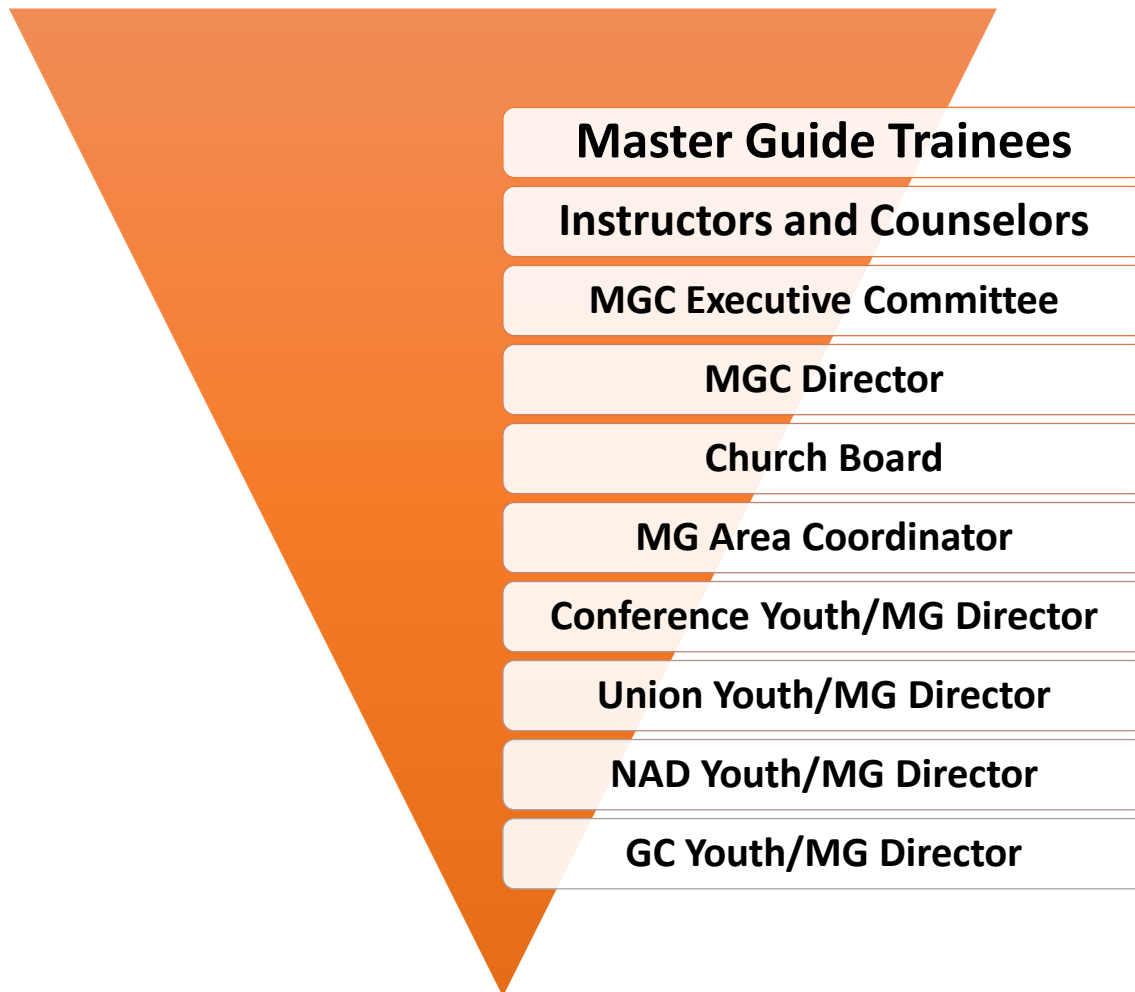 Master Guide Trainees
Instructors and Counselors
MGC Executive Committee
MGC Director
Church Board
MG Area Coordinator
Conference Youth/MG Director
Union Youth/MG Director
NAD Youth/MG Director
GC Youth/MG Director